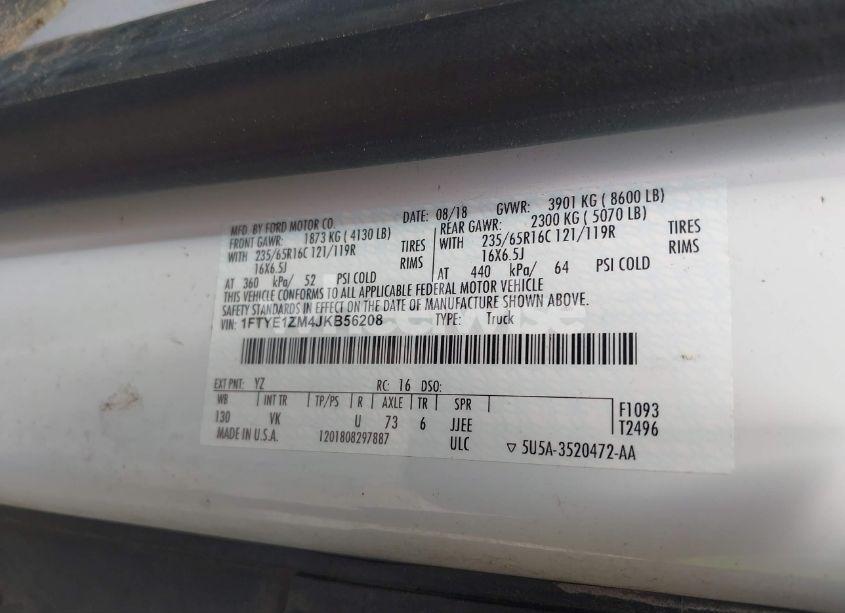 MFD. BY FORD MOTOR CO. DATE: 08/18 GVWR: 3901 KG ( 8600 LB)
FRONT GAWR: 1873 KG ( 4130 LB) REAR GAWR: 2300 KG ( 5070 LB)
WITH 235/65R16C 121/119R TIRES WITH 235/65R16C 121/119R TIRES
16X6.5J RIMS 16X6.5J RIMS
AT 360 kPa/ 52 PSI COLD AT 440 kPa/ 64 PSI COLD
THIS VEHICLE CONFORMS TO ALL APPLICABLE FEDERAL MOTOR VEHICLE
SAFETY STANDARDS IN EFFECT ON THE DATE OF MANUFACTURE SHOWN ABOVE.
VIN: 1FTYE1ZM4JKB56208 TYPE: Truck
EXT PNT: YZ RC: 16 DSO:
WB INT TR TP/PS R AXLE TR SPR F1093
130 VK U 73 6 JJEE T2496
MADE IN U.S.A. 1201808297887 ULC ▽ 5U5A-3520472-AA